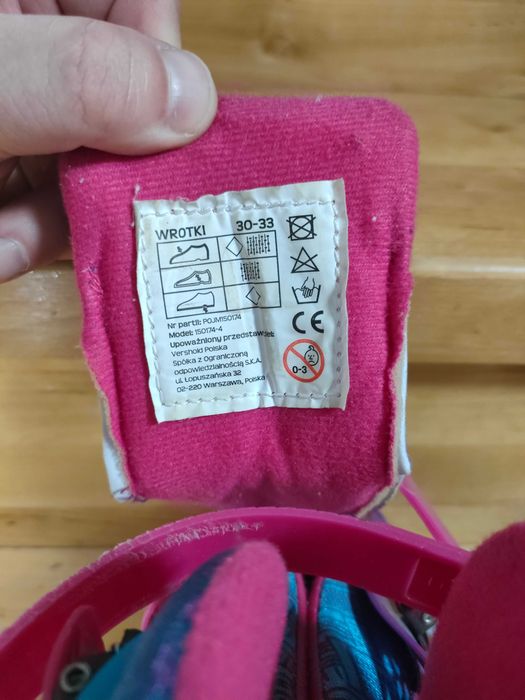 WROTKI 30-33
Nr partii: POJM150174
Model: 150174-4
Upoważniony przedstawiciel:
Vershold Polska
Spółka z ograniczoną
odpowiedzialnością S.K.A.
ul. Łopuszańska 32
02-220 Warszawa, Polska
CE
0-3